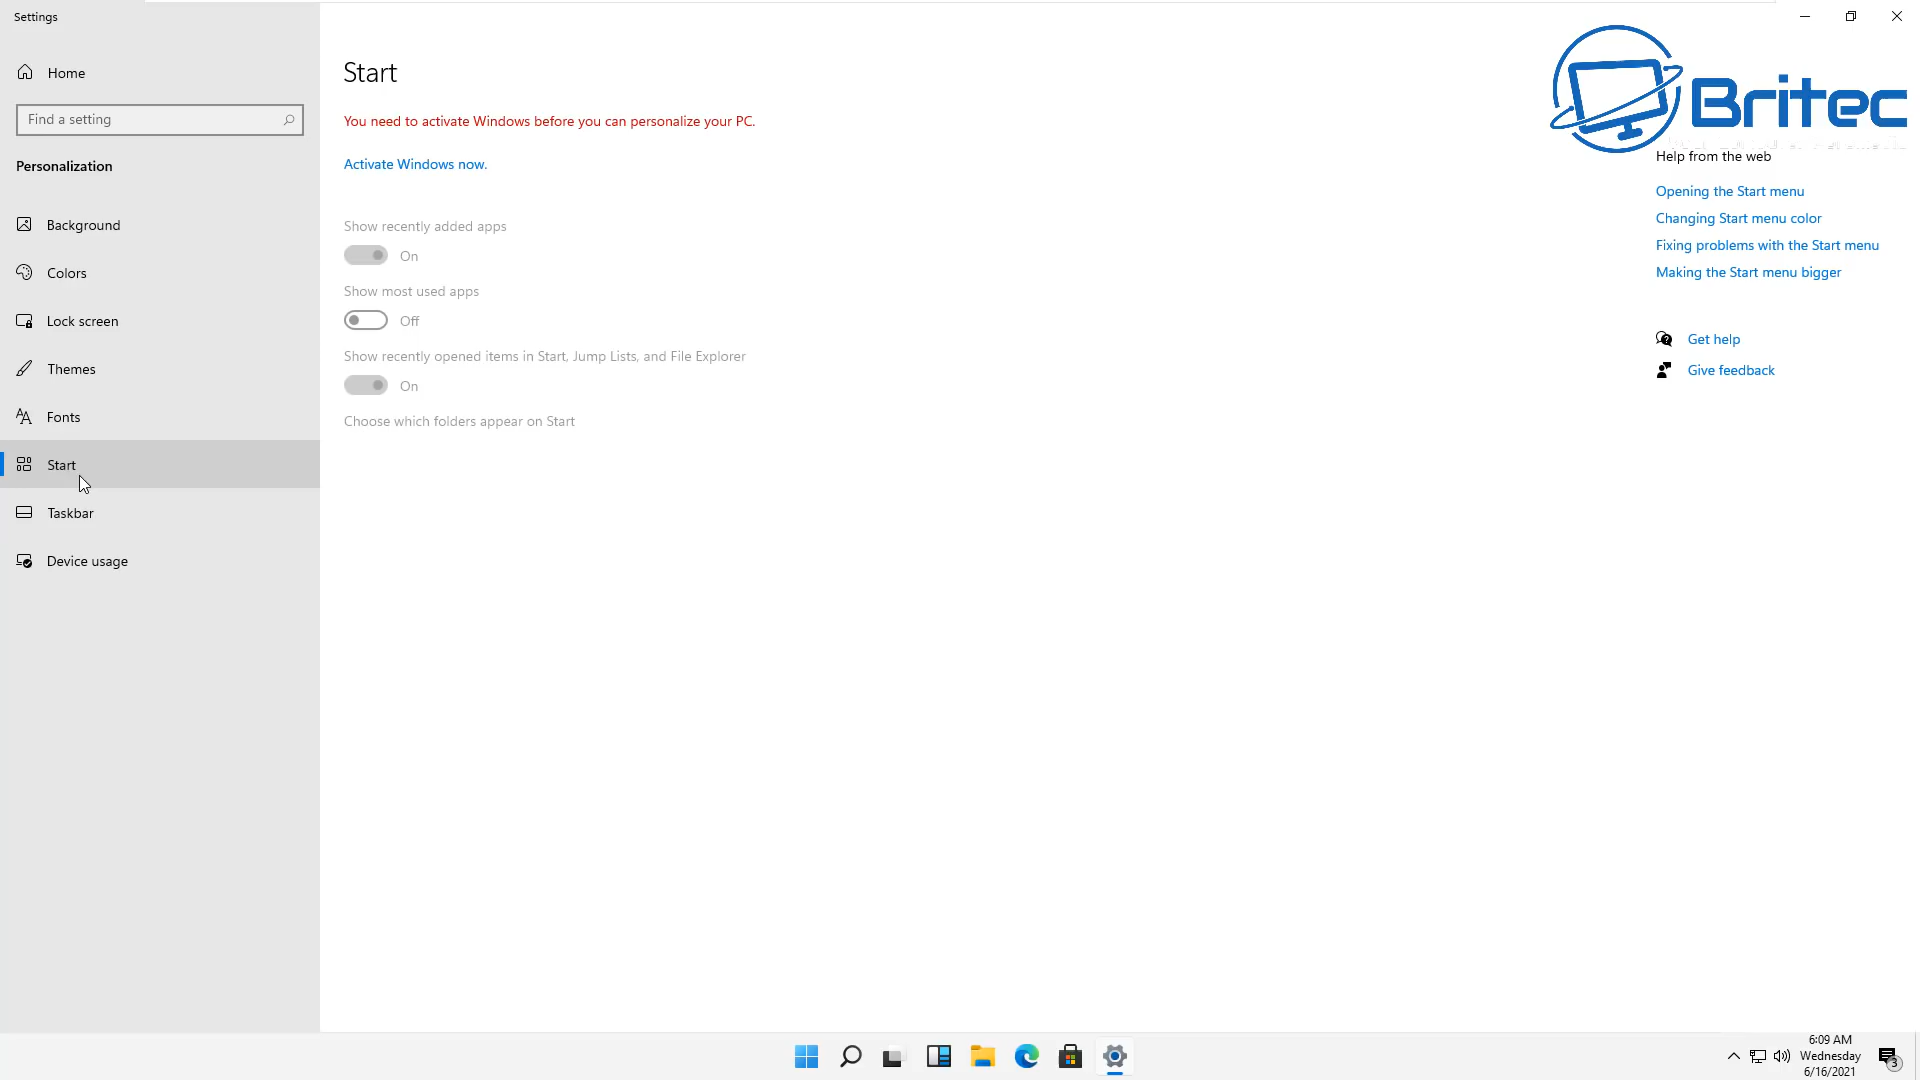 Settings
Home
Find a setting
Personalization
Background
Colors
Lock screen
Themes
Fonts
Start
Taskbar
Device usage
Start
You need to activate Windows before you can personalize your PC.
Activate Windows now.
Show recently added apps
On
Show most used apps
Off
Show recently opened items in Start, Jump Lists, and File Explorer
On
Choose which folders appear on Start
Britec
Help from the web
Opening the Start menu
Changing Start menu color
Fixing problems with the Start menu
Making the Start menu bigger
Get help
Give feedback
6:09 AM
Wednesday
6/16/2021
3